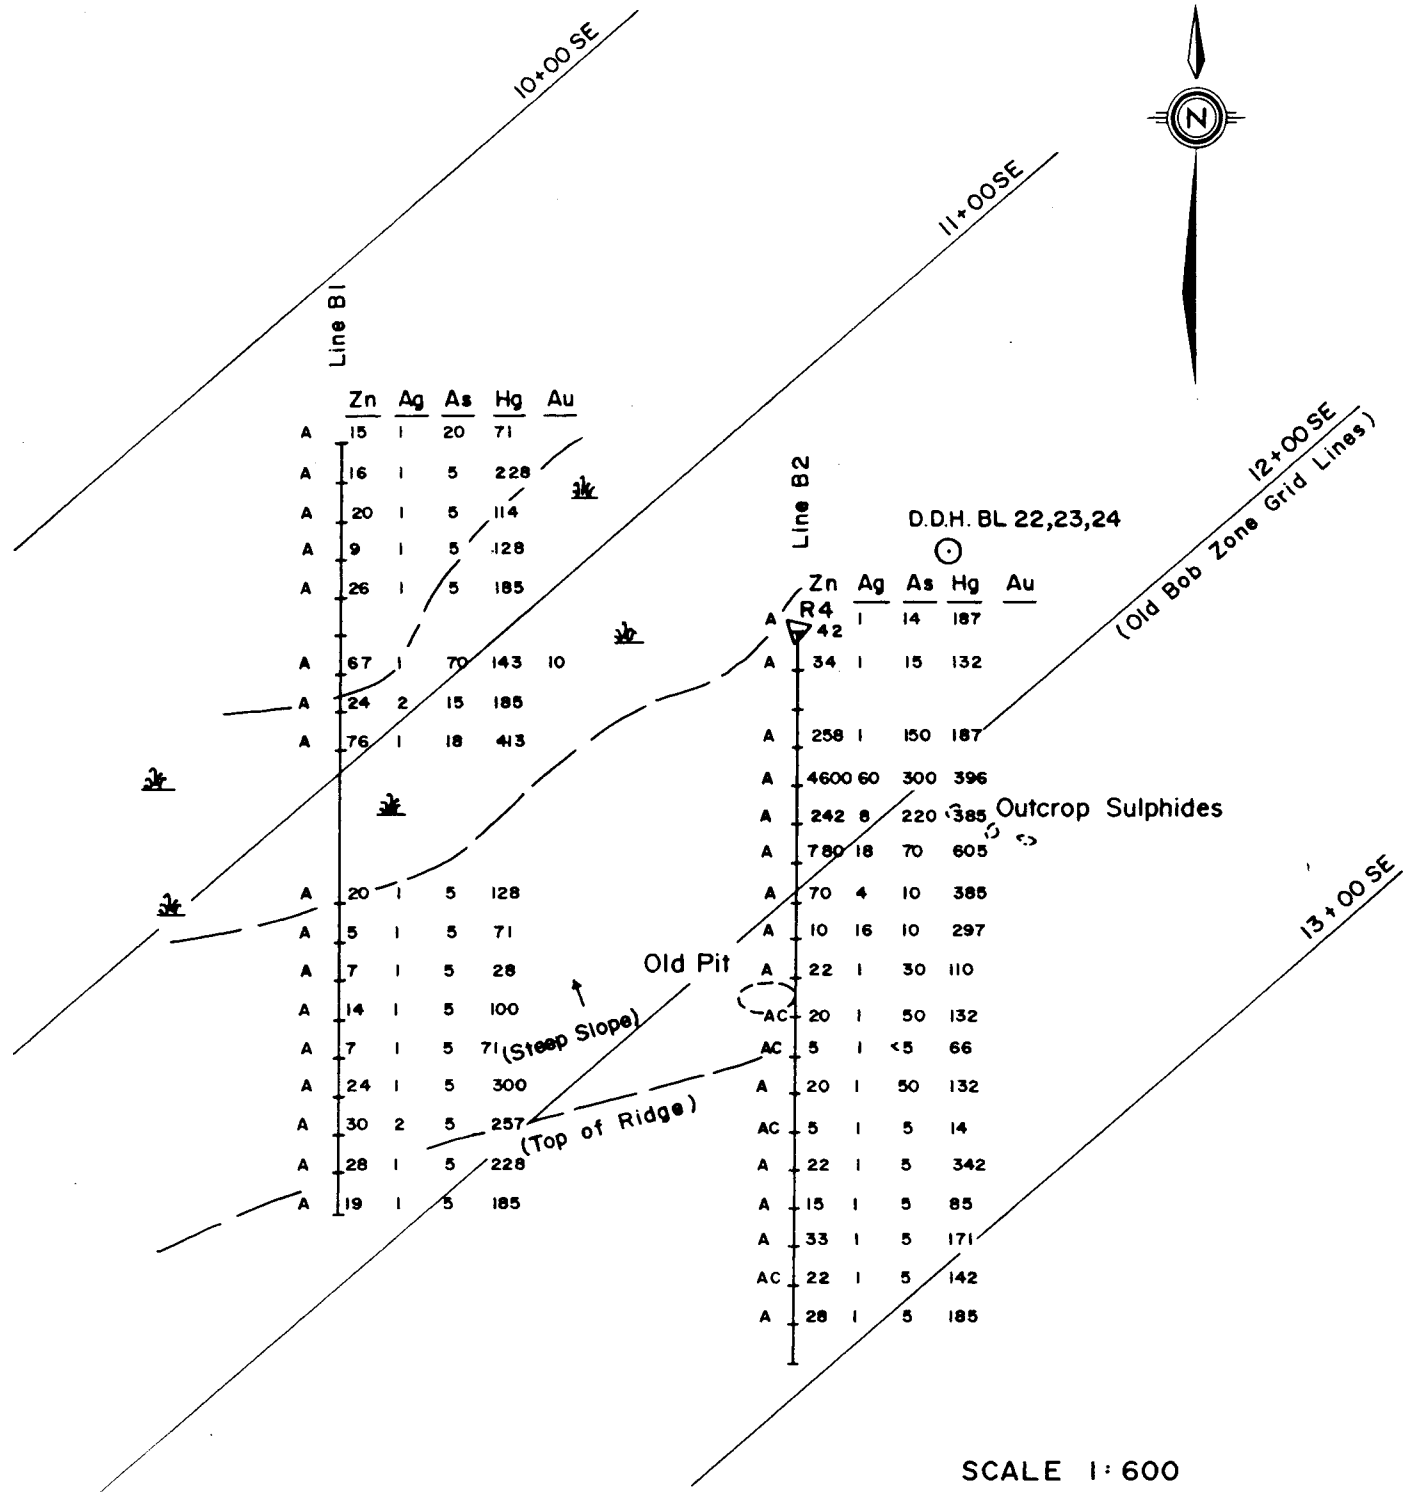 10+00 SE
N
11+00 SE
Line B1
Zn Ag As Hg Au
A 15 1 20 71
A 16 1 5 228
A 20 1 5 114
A 9 1 5 128
A 26 1 5 185
A 67 1 70 143 10
A 24 2 15 185
A 76 1 18 413
A 20 1 5 128
A 5 1 5 71
A 7 1 5 28
A 14 1 5 100
A 7 1 5 71
A 24 1 5 300
A 30 2 5 257
A 28 1 5 228
A 19 1 5 185
12+00 SE
(Old Bob Zone Grid Lines)
Line B2
D.D.H. BL 22,23,24
Zn Ag As Hg Au
R4
A 42 1 14 187
A 34 1 15 132
A 258 1 150 187
A 4600 60 300 396
A 242 8 220 385
Outcrop Sulphides
A 780 18 70 605
A 70 4 10 385
A 10 16 10 297
A 22 1 30 110
AC 20 1 50 132
AC 5 1 <5 66
A 20 1 50 132
AC 5 1 5 14
A 22 1 5 342
A 15 1 5 85
A 33 1 5 171
AC 22 1 5 142
A 28 1 5 185
Old Pit
(Steep Slope)
(Top of Ridge)
13+00 SE
SCALE 1:600